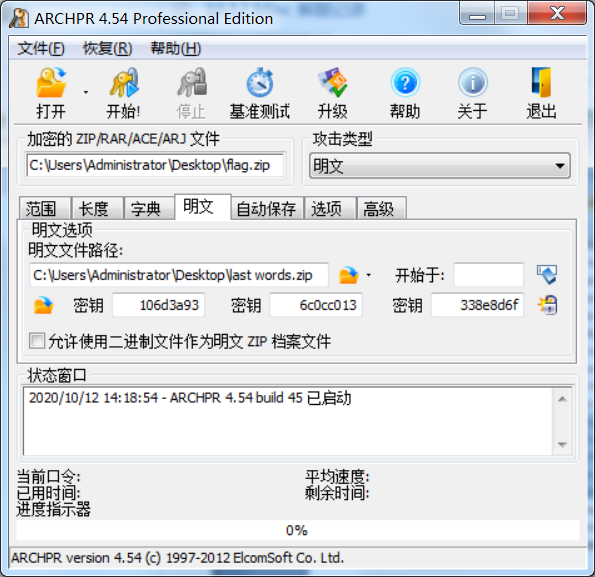 ARCHPR 4.54 Professional Edition
文件(F) 恢复(R) 帮助(H)
打开 开始! 停止 基准测试 升级 帮助 关于 退出
加密的 ZIP/RAR/ACE/ARJ 文件 攻击类型
C:\Users\Administrator\Desktop\flag.zip 明文
范围 长度 字典 明文 自动保存 选项 高级
明文选项
明文文件路径:
C:\Users\Administrator\Desktop\last words.zip 开始于:
密钥 106d3a93 密钥 6c0cc013 密钥 338e8d6f
允许使用二进制文件作为明文 ZIP 档案文件
状态窗口
2020/10/12 14:18:54 - ARCHPR 4.54 build 45 已启动
当前口令: 平均速度:
已用时间: 剩余时间:
进度指示器
0%
ARCHPR version 4.54 (c) 1997-2012 ElcomSoft Co. Ltd.